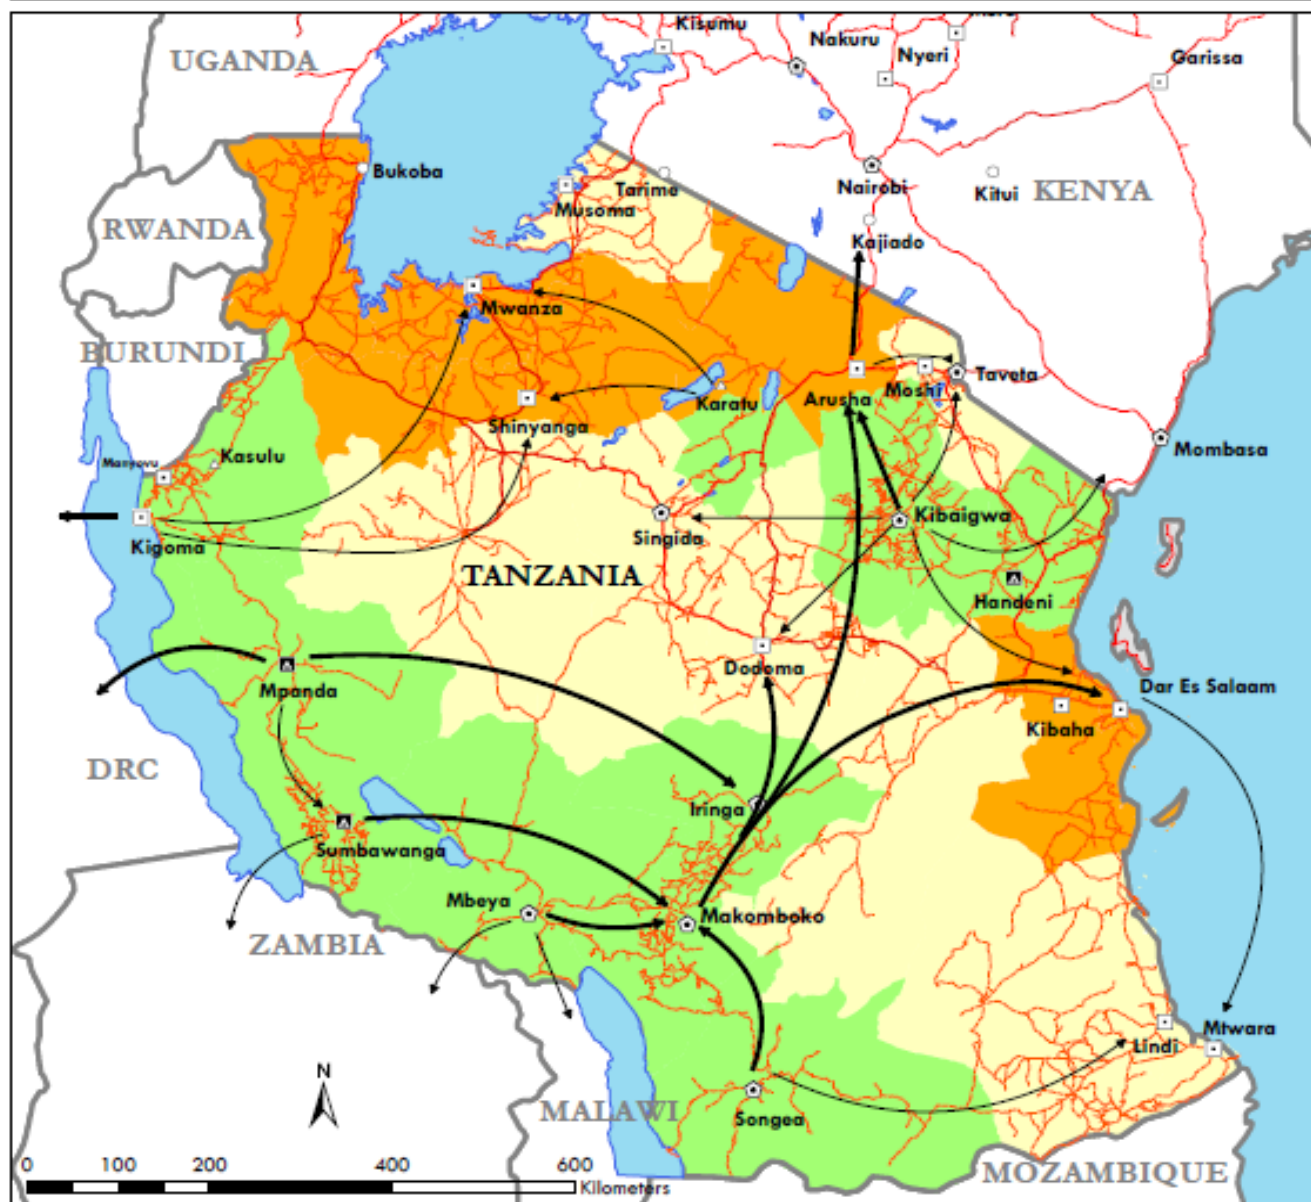 Kisumu
Nakuru
Nyeri
Garissa
UGANDA
Bukoba
Tarime
Musoma
Nairobi
Kitui
KENYA
RWANDA
Kajiado
Mwanza
BURUNDI
Taveta
Karatu
Arusha
Moshi
Shinyanga
Mombasa
Manyovu
Kasulu
Kigoma
Singida
Kibaigwa
TANZANIA
Handeni
Dodoma
Mpanda
Dar Es Salaam
Kibaha
DRC
Iringa
Sumbawanga
Mbeya
Makomboko
ZAMBIA
Mtwara
Lindi
N
MALAWI
Songea
MOZAMBIQUE
0 100 200 400 600
Kilometers